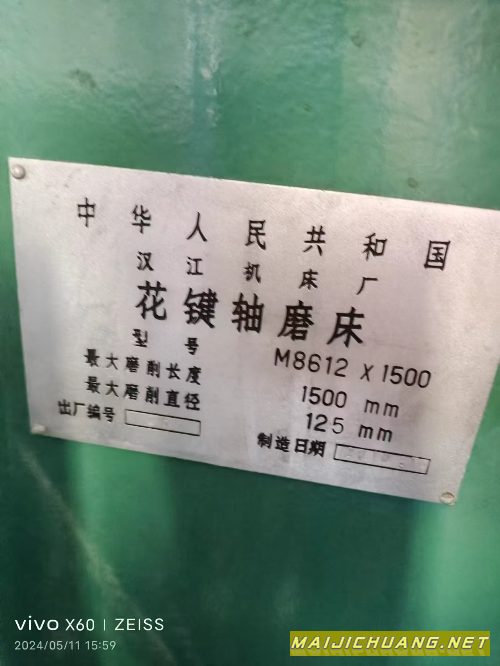 中华人民共和国
汉江机床厂
花键轴磨床
型号 M8612 x 1500
最大磨削长度 1500 mm
最大磨削直径 125 mm
出厂编号 制造日期
vivo X60 | ZEISS
2024/05/11 15:59
MAIJICHUANG.NET